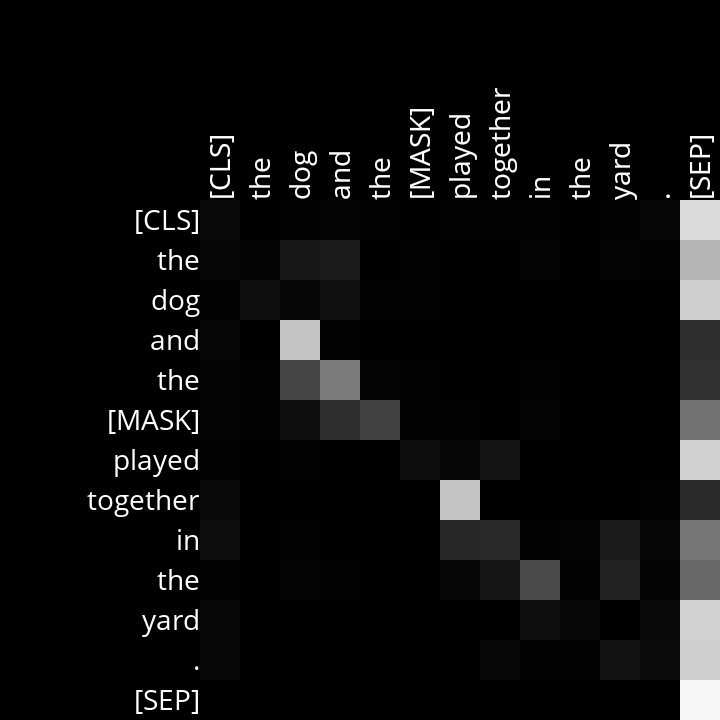 [CLS] the dog and the [MASK] played together in the yard . [SEP]
[CLS]
the
dog
and
the
[MASK]
played
together
in
the
yard
.
[SEP]